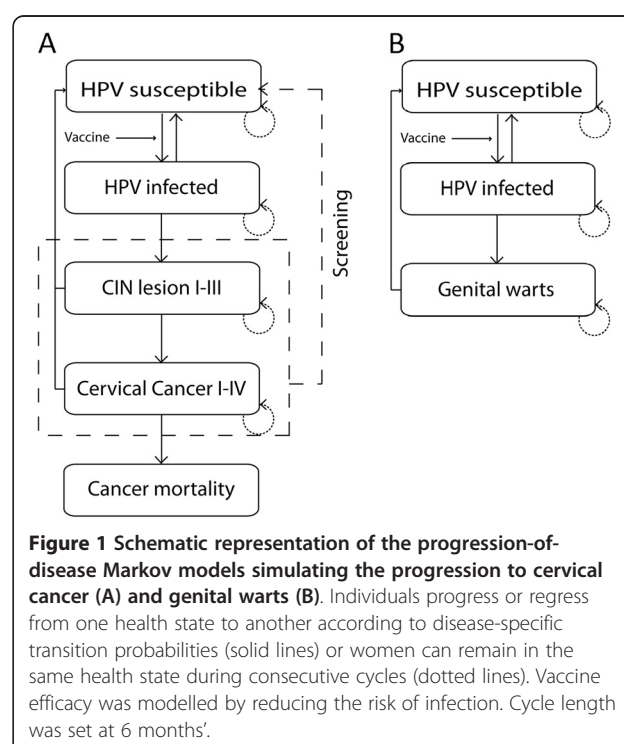 A
HPV susceptible
Vaccine
HPV infected
CIN lesion I-III
Cervical Cancer I-IV
Cancer mortality
Screening
B
HPV susceptible
Vaccine
HPV infected
Genital warts
Figure 1 Schematic representation of the progression-of-
disease Markov models simulating the progression to cervical
cancer (A) and genital warts (B). Individuals progress or regress
from one health state to another according to disease-specific
transition probabilities (solid lines) or women can remain in the
same health state during consecutive cycles (dotted lines). Vaccine
efficacy was modelled by reducing the risk of infection. Cycle length
was set at 6 months’.